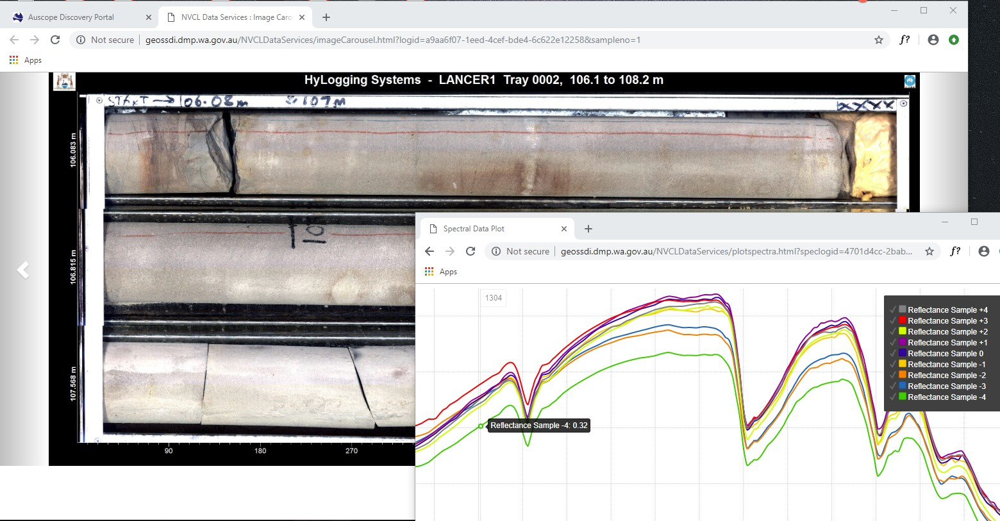 Auscope Discovery Portal
NVCL Data Services : Image Caro
Not secure
geossdi.dmp.wa.gov.au/NVCLDataServices/imageCarousel.html?logid=a9aa6f07-1eed-4cef-bde4-6c622e12258&sampleno=1
f?
Apps
HyLogging Systems - LANCER1 Tray 0002, 106.1 to 108.2 m
START → 106.08m
107m
XXXX
106.083 m
106.815 m
107.568 m
90 180 270
Spectral Data Plot
Not secure
geossdi.dmp.wa.gov.au/NVCLDataServices/plotspectra.html?speclogid=4701d4cc-2bab...
f?
Apps
1304
Reflectance Sample +4
Reflectance Sample +3
Reflectance Sample +2
Reflectance Sample +1
Reflectance Sample 0
Reflectance Sample -1
Reflectance Sample -2
Reflectance Sample -3
Reflectance Sample -4
Reflectance Sample -4: 0.32